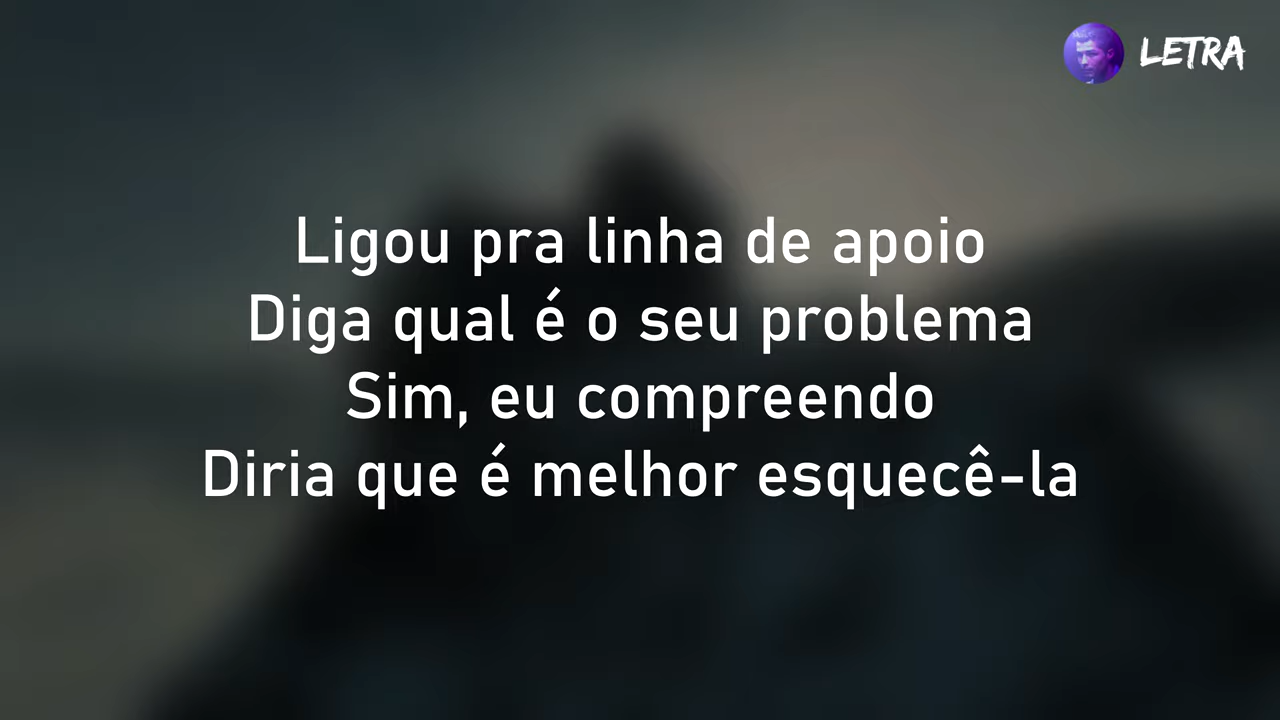 LETRA
Ligou pra linha de apoio
Diga qual é o seu problema
Sim, eu compreendo
Diria que é melhor esquecê-la